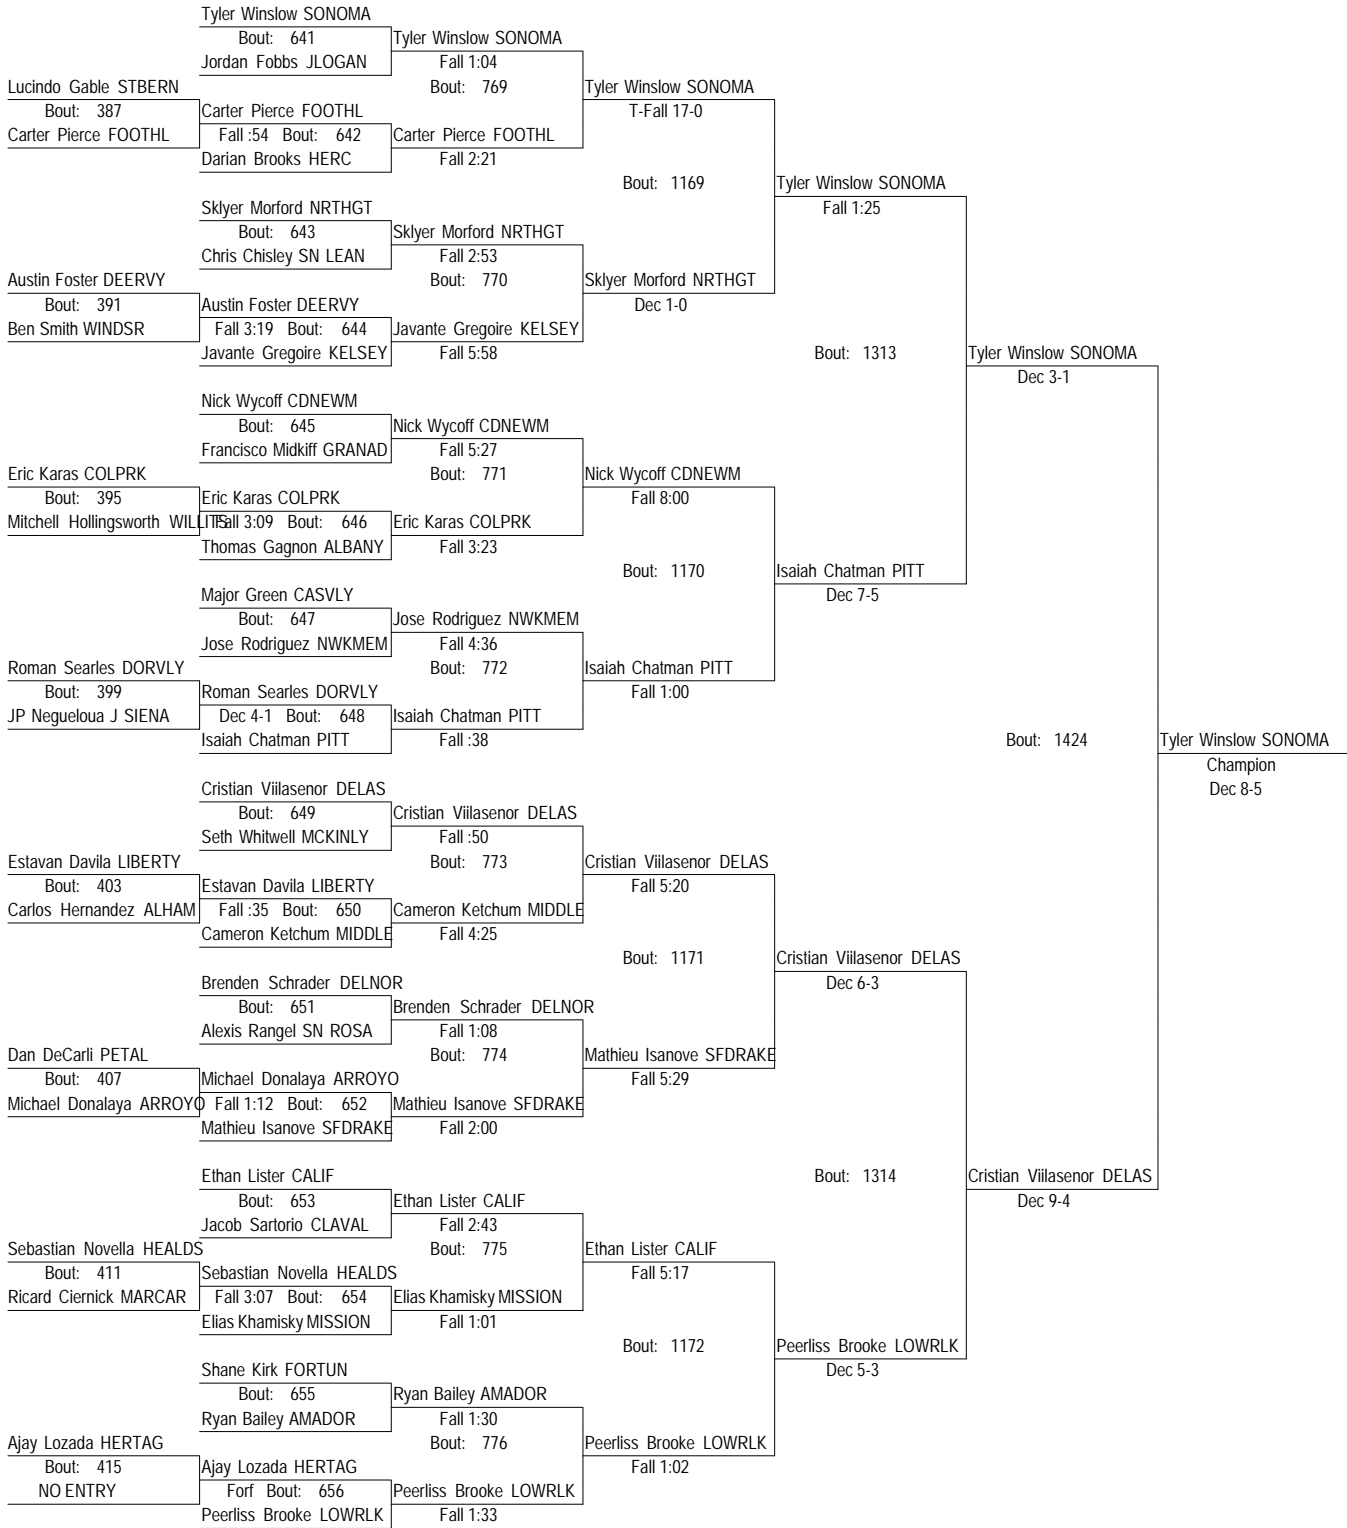 Tyler Winslow SONOMA
Bout: 641
Tyler Winslow SONOMA
Jordan Fobbs JLOGAN
Fall 1:04
Lucindo Gable STBERN
Bout: 769
Tyler Winslow SONOMA
Bout: 387
Carter Pierce FOOTHL
T-Fall 17-0
Carter Pierce FOOTHL
Fall :54 Bout: 642
Carter Pierce FOOTHL
Darian Brooks HERC
Fall 2:21
Bout: 1169
Tyler Winslow SONOMA
Sklyer Morford NRTHGT
Fall 1:25
Bout: 643
Sklyer Morford NRTHGT
Chris Chisley SN LEAN
Fall 2:53
Austin Foster DEERVY
Bout: 770
Sklyer Morford NRTHGT
Bout: 391
Austin Foster DEERVY
Dec 1-0
Ben Smith WINDSR
Fall 3:19 Bout: 644
Javante Gregoire KELSEY
Javante Gregoire KELSEY
Fall 5:58
Bout: 1313
Tyler Winslow SONOMA
Dec 3-1
Nick Wycoff CDNEWM
Bout: 645
Nick Wycoff CDNEWM
Francisco Midkiff GRANAD
Fall 5:27
Eric Karas COLPRK
Bout: 771
Nick Wycoff CDNEWM
Bout: 395
Eric Karas COLPRK
Fall 8:00
Mitchell Hollingsworth WILLITS
Fall 3:09 Bout: 646
Eric Karas COLPRK
Thomas Gagnon ALBANY
Fall 3:23
Bout: 1170
Isaiah Chatman PITT
Major Green CASVLY
Dec 7-5
Bout: 647
Jose Rodriguez NWKMEM
Jose Rodriguez NWKMEM
Fall 4:36
Roman Searles DORVLY
Bout: 772
Isaiah Chatman PITT
Bout: 399
Roman Searles DORVLY
Fall 1:00
JP Negueloua J SIENA
Dec 4-1 Bout: 648
Isaiah Chatman PITT
Isaiah Chatman PITT
Fall :38
Bout: 1424
Tyler Winslow SONOMA
Champion
Dec 8-5
Cristian Viilasenor DELAS
Bout: 649
Cristian Viilasenor DELAS
Seth Whitwell MCKINLY
Fall :50
Estavan Davila LIBERTY
Bout: 773
Cristian Viilasenor DELAS
Bout: 403
Estavan Davila LIBERTY
Fall 5:20
Carlos Hernandez ALHAM
Fall :35 Bout: 650
Cameron Ketchum MIDDLE
Cameron Ketchum MIDDLE
Fall 4:25
Bout: 1171
Cristian Viilasenor DELAS
Brenden Schrader DELNOR
Dec 6-3
Bout: 651
Brenden Schrader DELNOR
Alexis Rangel SN ROSA
Fall 1:08
Dan DeCarli PETAL
Bout: 774
Mathieu Isanove SFDRAKE
Bout: 407
Michael Donalaya ARROYO
Fall 5:29
Michael Donalaya ARROYO
Fall 1:12 Bout: 652
Mathieu Isanove SFDRAKE
Mathieu Isanove SFDRAKE
Fall 2:00
Ethan Lister CALIF
Bout: 1314
Cristian Viilasenor DELAS
Bout: 653
Ethan Lister CALIF
Dec 9-4
Jacob Sartorio CLAVAL
Fall 2:43
Sebastian Novella HEALDS
Bout: 775
Ethan Lister CALIF
Bout: 411
Sebastian Novella HEALDS
Fall 5:17
Ricard Ciernick MARCAR
Fall 3:07 Bout: 654
Elias Khamisky MISSION
Elias Khamisky MISSION
Fall 1:01
Bout: 1172
Peerliss Brooke LOWRLK
Shane Kirk FORTUN
Dec 5-3
Bout: 655
Ryan Bailey AMADOR
Ryan Bailey AMADOR
Fall 1:30
Ajay Lozada HERTAG
Bout: 776
Peerliss Brooke LOWRLK
Bout: 415
Ajay Lozada HERTAG
Fall 1:02
NO ENTRY
Forf Bout: 656
Peerliss Brooke LOWRLK
Peerliss Brooke LOWRLK
Fall 1:33